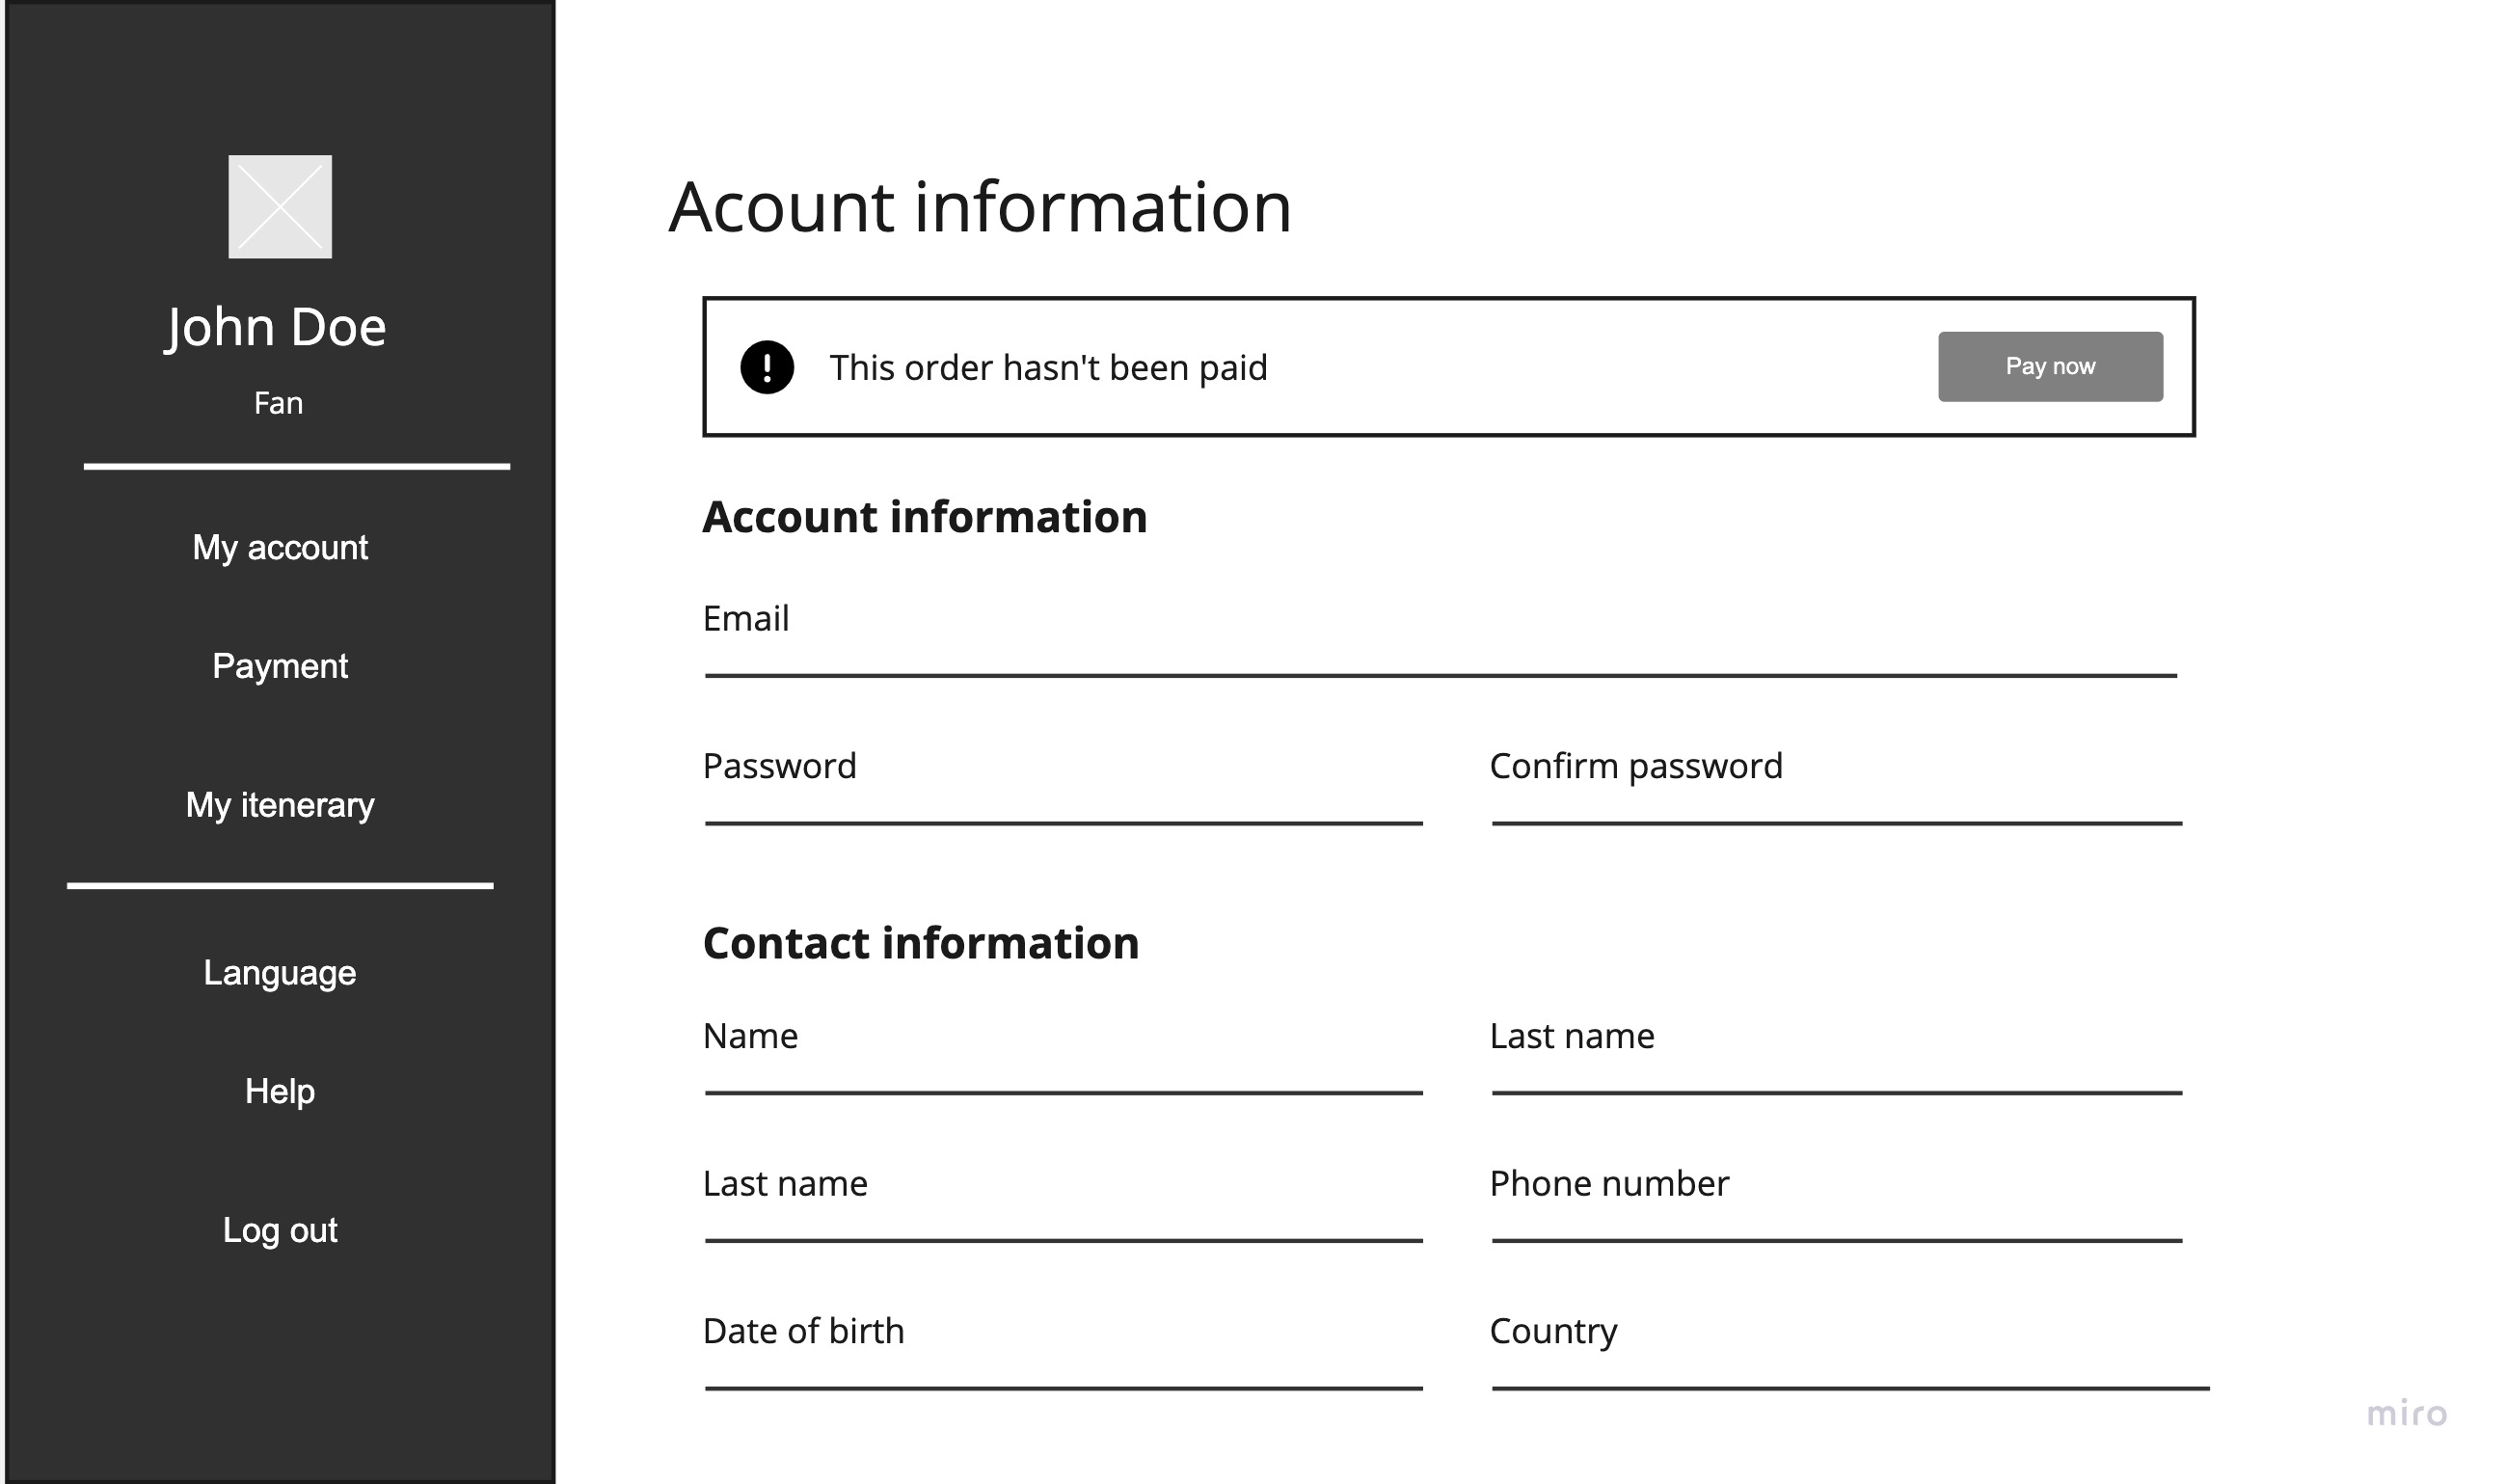 John Doe
Fan
My account
Payment
My itenerary
Language
Help
Log out
Acount information
This order hasn't been paid
Pay now
Account information
Email
Password
Confirm password
Contact information
Name
Last name
Last name
Phone number
Date of birth
Country
miro